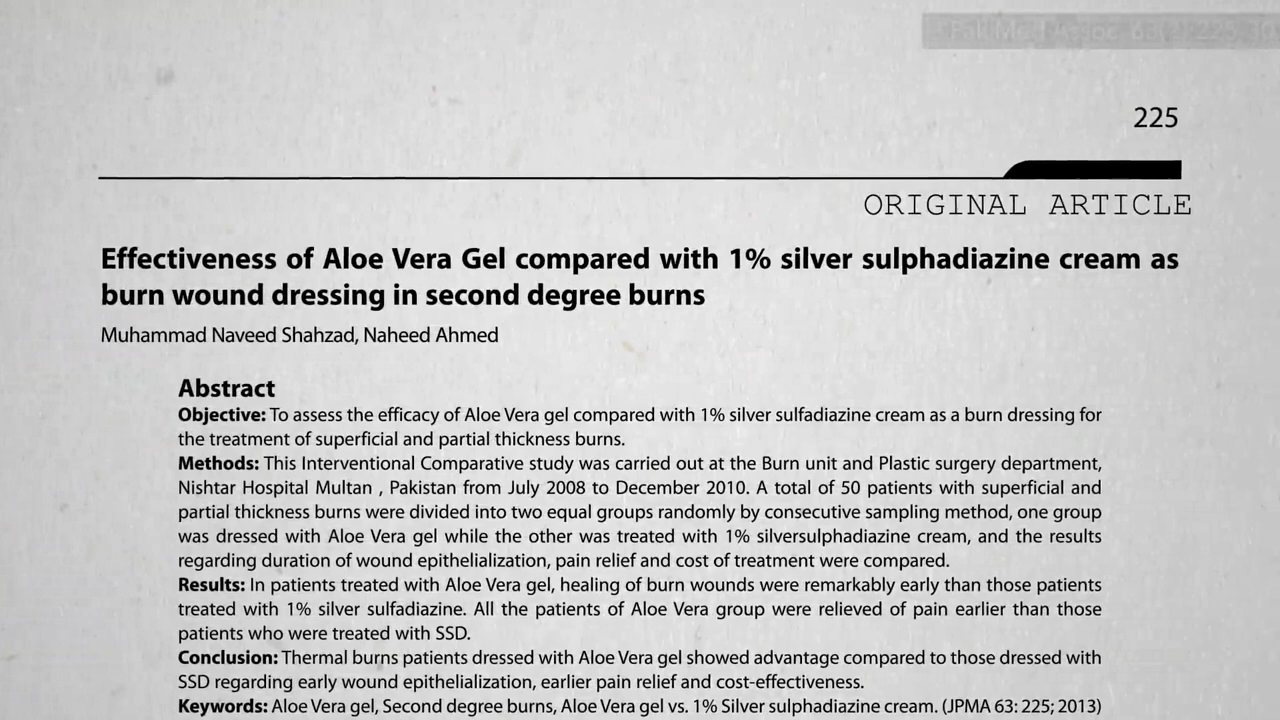 225
ORIGINAL ARTICLE
Effectiveness of Aloe Vera Gel compared with 1% silver sulphadiazine cream as
burn wound dressing in second degree burns
Muhammad Naveed Shahzad, Naheed Ahmed
Abstract
Objective: To assess the efficacy of Aloe Vera gel compared with 1% silver sulfadiazine cream as a burn dressing for
the treatment of superficial and partial thickness burns.
Methods: This Interventional Comparative study was carried out at the Burn unit and Plastic surgery department,
Nishtar Hospital Multan , Pakistan from July 2008 to December 2010. A total of 50 patients with superficial and
partial thickness burns were divided into two equal groups randomly by consecutive sampling method, one group
was dressed with Aloe Vera gel while the other was treated with 1% silversulphadiazine cream, and the results
regarding duration of wound epithelialization, pain relief and cost of treatment were compared.
Results: In patients treated with Aloe Vera gel, healing of burn wounds were remarkably early than those patients
treated with 1% silver sulfadiazine. All the patients of Aloe Vera group were relieved of pain earlier than those
patients who were treated with SSD.
Conclusion: Thermal burns patients dressed with Aloe Vera gel showed advantage compared to those dressed with
SSD regarding early wound epithelialization, earlier pain relief and cost-effectiveness.
Keywords: Aloe Vera gel, Second degree burns, Aloe Vera gel vs. 1% Silver sulphadiazine cream. (JPMA 63: 225; 2013)